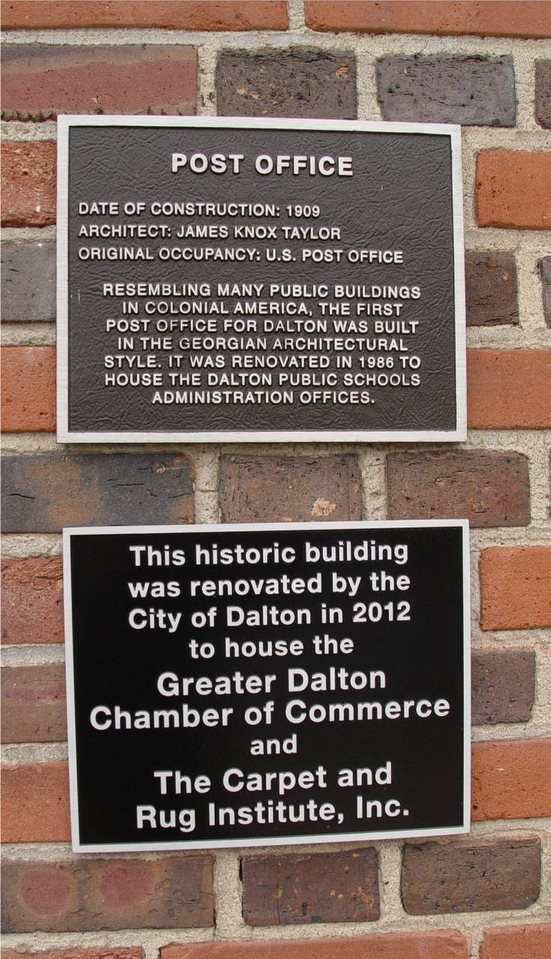 POST OFFICE
DATE OF CONSTRUCTION: 1909
ARCHITECT: JAMES KNOX TAYLOR
ORIGINAL OCCUPANCY: U.S. POST OFFICE
RESEMBLING MANY PUBLIC BUILDINGS
IN COLONIAL AMERICA, THE FIRST
POST OFFICE FOR DALTON WAS BUILT
IN THE GEORGIAN ARCHITECTURAL
STYLE. IT WAS RENOVATED IN 1986 TO
HOUSE THE DALTON PUBLIC SCHOOLS
ADMINISTRATION OFFICES.
This historic building
was renovated by the
City of Dalton in 2012
to house the
Greater Dalton
Chamber of Commerce
and
The Carpet and
Rug Institute, Inc.